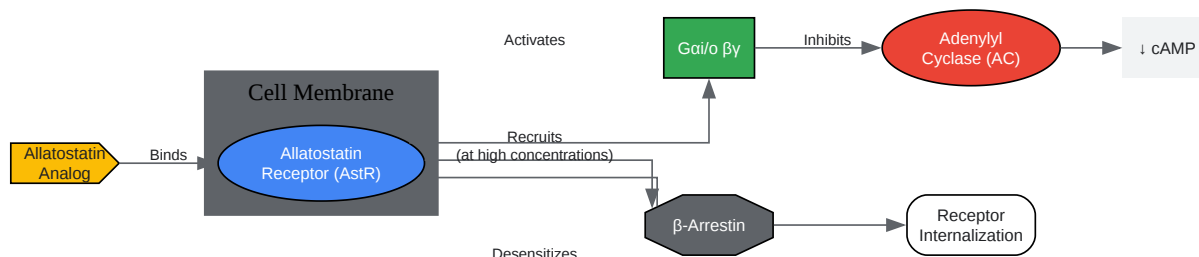 Activates
Gαi/o βγ
Inhibits
Adenylyl
Cyclase (AC)
↓ cAMP
Cell Membrane
Allatostatin
Analog
Binds
Allatostatin
Receptor (AstR)
Recruits
(at high concentrations)
β-Arrestin
Receptor
Internalization
Desensitizes